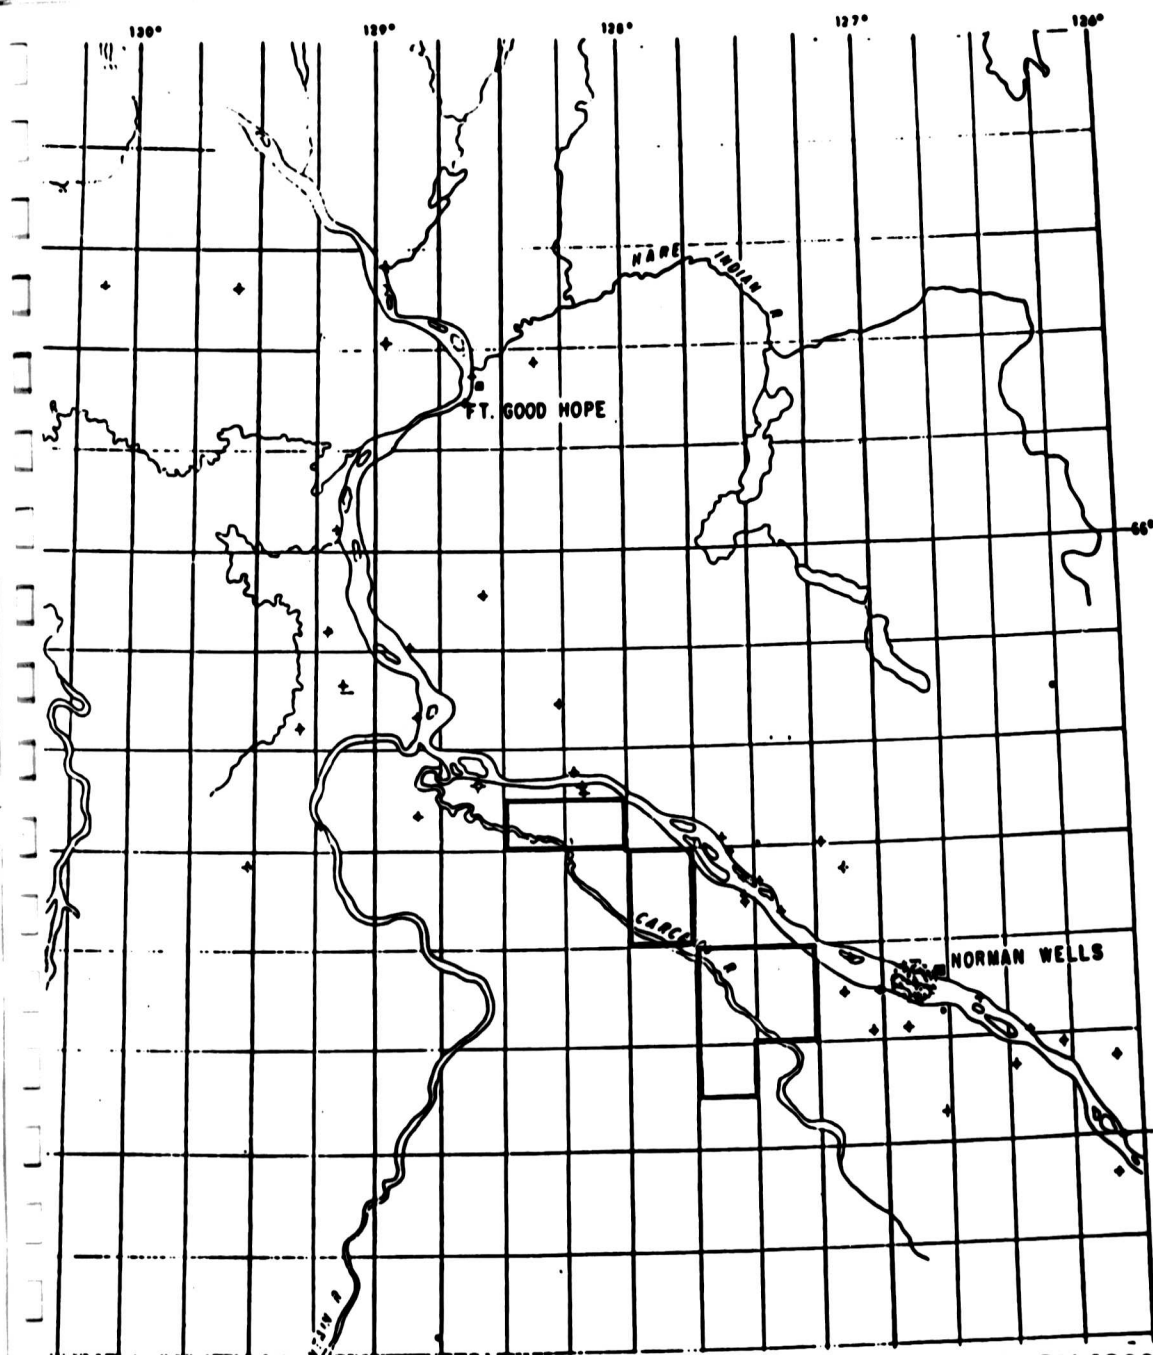 130° 129° 128° 127° 126°
HARE INDIAN R
FT. GOOD HOPE
66°
NORMAN WELLS
R